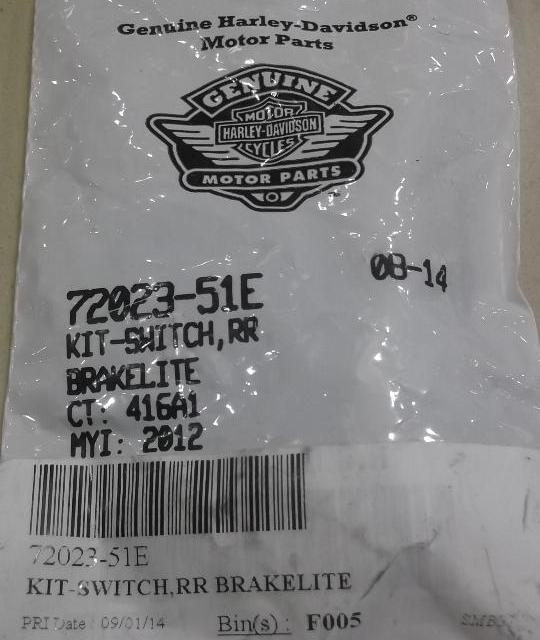 Genuine Harley-Davidson®
Motor Parts
GENUINE
MOTOR
HARLEY-DAVIDSON
CYCLES
MOTOR PARTS
08-14
72023-51E
KIT-SWITCH,RR
BRAKELITE
CT: 416A1
MYI: 2012
72023-51E
KIT-SWITCH,RR BRAKELITE
PRI Date : 09/01/14 Bin(s) : F005